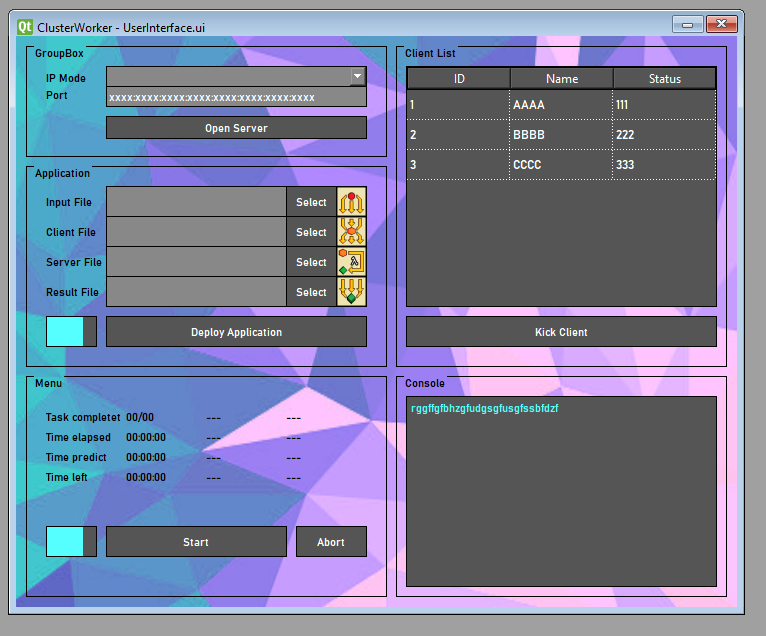 Qt ClusterWorker - UserInterface.ui
GroupBox
IP Mode
Port xxxx:xxxx:xxxx:xxxx:xxxx:xxxx:xxxx:xxxx
Open Server
Application
Input File Select
Client File Select
Server File Select λ
Result File Select
Deploy Application
Menu
Task completet 00/00 --- ---
Time elapsed 00:00:00 --- ---
Time predict 00:00:00 --- ---
Time left 00:00:00 --- ---
Start Abort
Client List
ID Name Status
1 AAAA 111
2 BBBB 222
3 CCCC 333
Kick Client
Console
rggffgfbhzgfudgsgfusgfssbfdzf